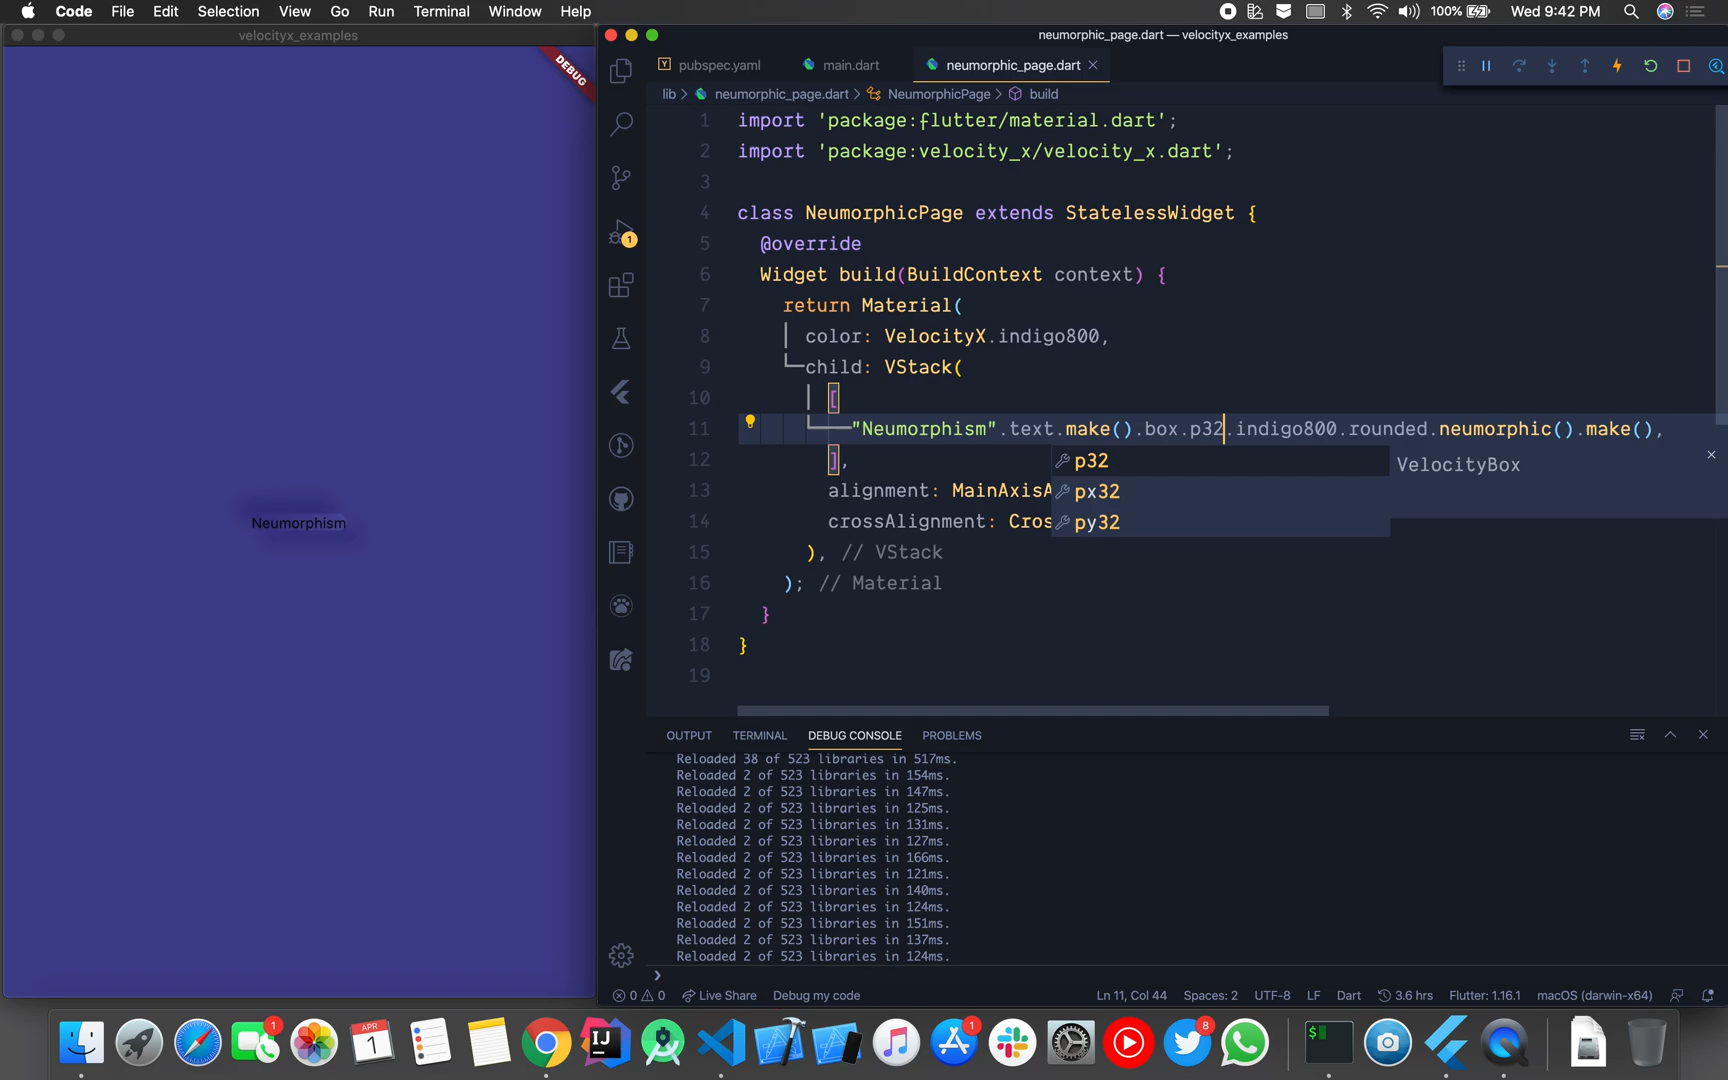 Code File Edit Selection View Go Run Terminal Window Help
100% Wed 9:42 PM
velocityx_examples
DEBUG
Neumorphism
neumorphic_page.dart — velocityx_examples
pubspec.yaml
main.dart
neumorphic_page.dart
lib > neumorphic_page.dart > NeumorphicPage > build
1 import 'package:flutter/material.dart';
2 import 'package:velocity_x/velocity_x.dart';
3
4 class NeumorphicPage extends StatelessWidget {
5 @override
6 Widget build(BuildContext context) {
7 return Material(
8 color: VelocityX.indigo800,
9 child: VStack(
10 [
11 "Neumorphism".text.make().box.p32.indigo800.rounded.neumorphic().make(),
12 ],
p32 VelocityBox
13 alignment: MainAxisA
px32
14 crossAlignment: Cros
py32
15 ), // VStack
16 ); // Material
17 }
18 }
19
1
OUTPUT TERMINAL DEBUG CONSOLE PROBLEMS
Reloaded 38 of 523 libraries in 517ms.
Reloaded 2 of 523 libraries in 154ms.
Reloaded 2 of 523 libraries in 147ms.
Reloaded 2 of 523 libraries in 125ms.
Reloaded 2 of 523 libraries in 131ms.
Reloaded 2 of 523 libraries in 127ms.
Reloaded 2 of 523 libraries in 166ms.
Reloaded 2 of 523 libraries in 121ms.
Reloaded 2 of 523 libraries in 140ms.
Reloaded 2 of 523 libraries in 124ms.
Reloaded 2 of 523 libraries in 151ms.
Reloaded 2 of 523 libraries in 137ms.
Reloaded 2 of 523 libraries in 124ms.
0 0 Live Share Debug my code Ln 11, Col 44 Spaces: 2 UTF-8 LF Dart 3.6 hrs Flutter: 1.16.1 macOS (darwin-x64)
1 APR 1 IJ 1 8 $